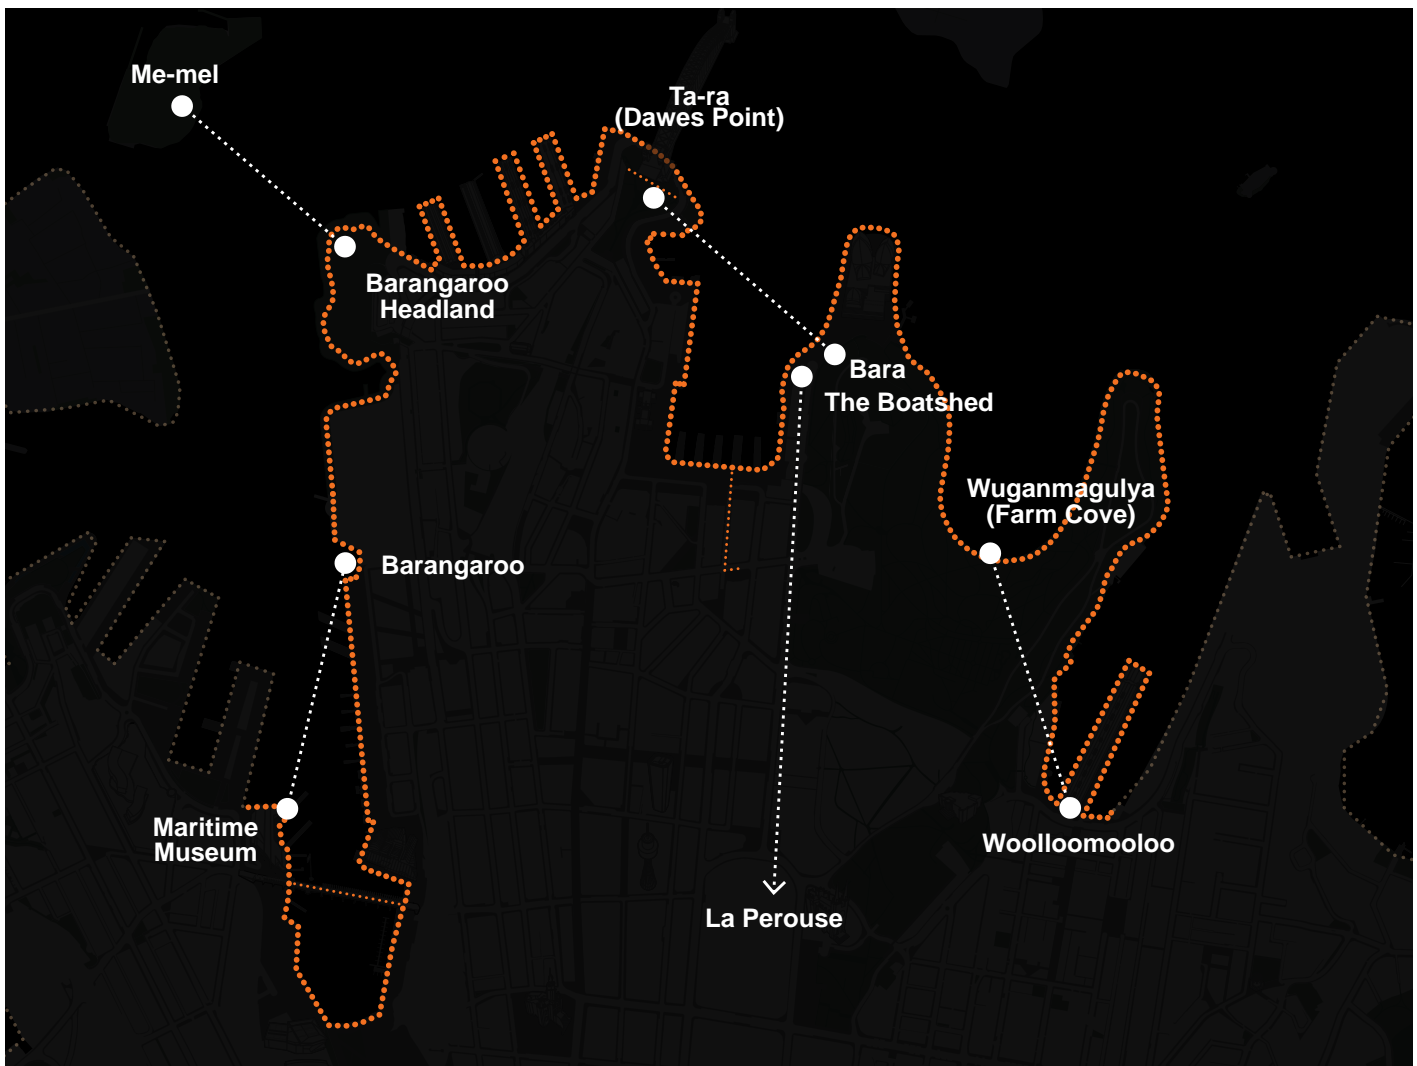 Me-mel
Ta-ra
(Dawes Point)
Barangaroo
Headland
Bara
The Boatshed
Wuganmagulya
(Farm Cove)
Barangaroo
Maritime
Museum
Woolloomooloo
La Perouse